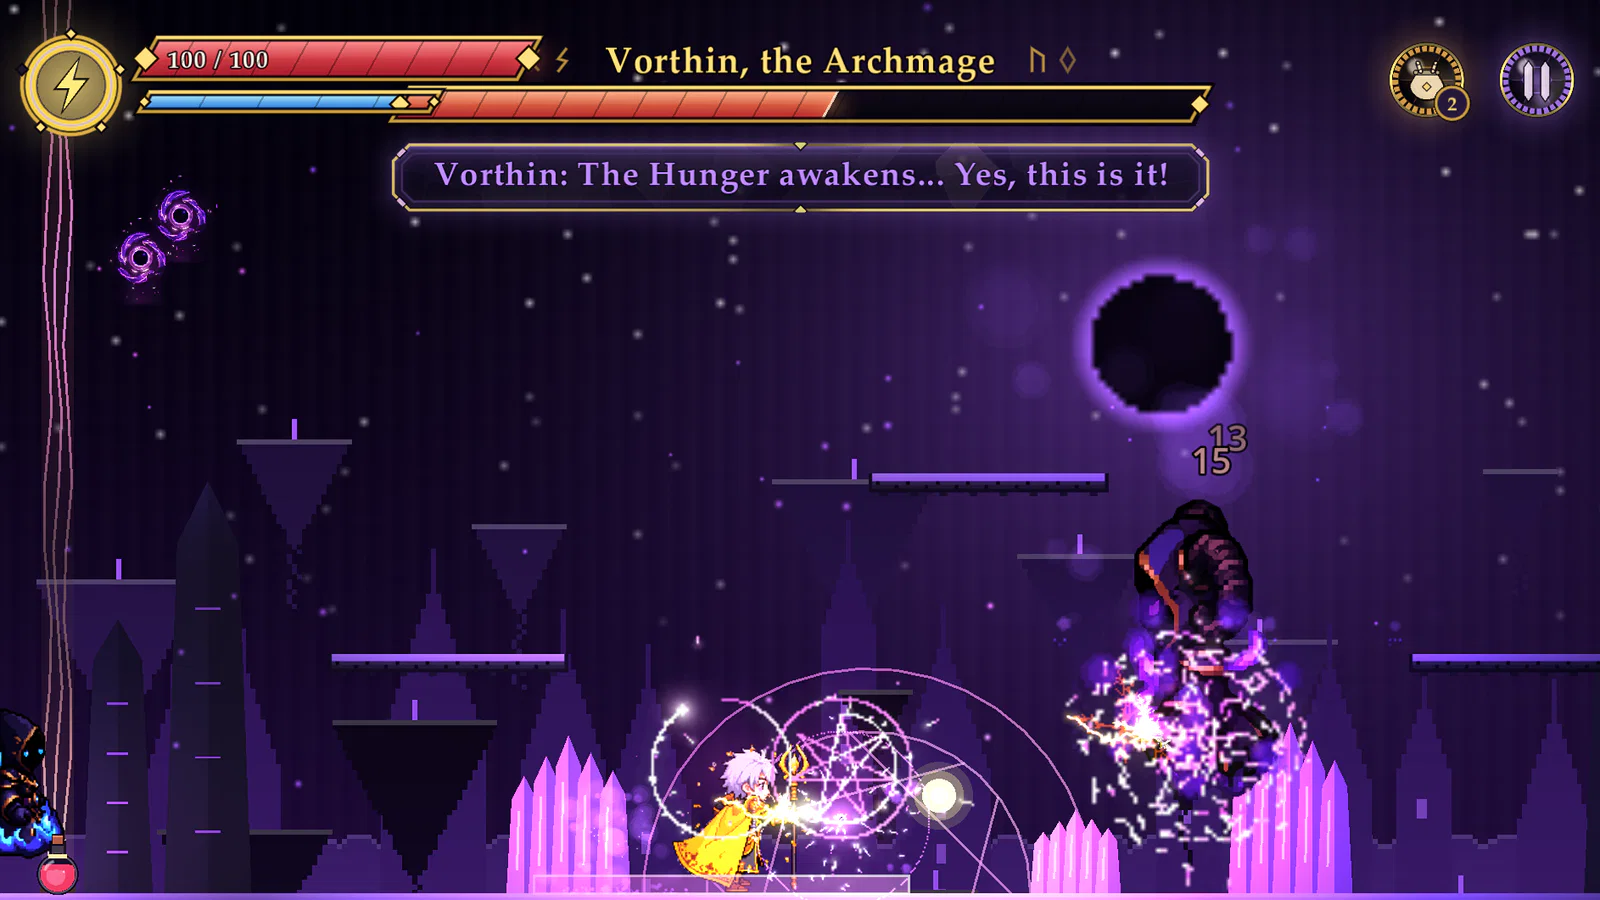 100 / 100
Vorthin, the Archmage
2
Vorthin: The Hunger awakens... Yes, this is it!
13
15